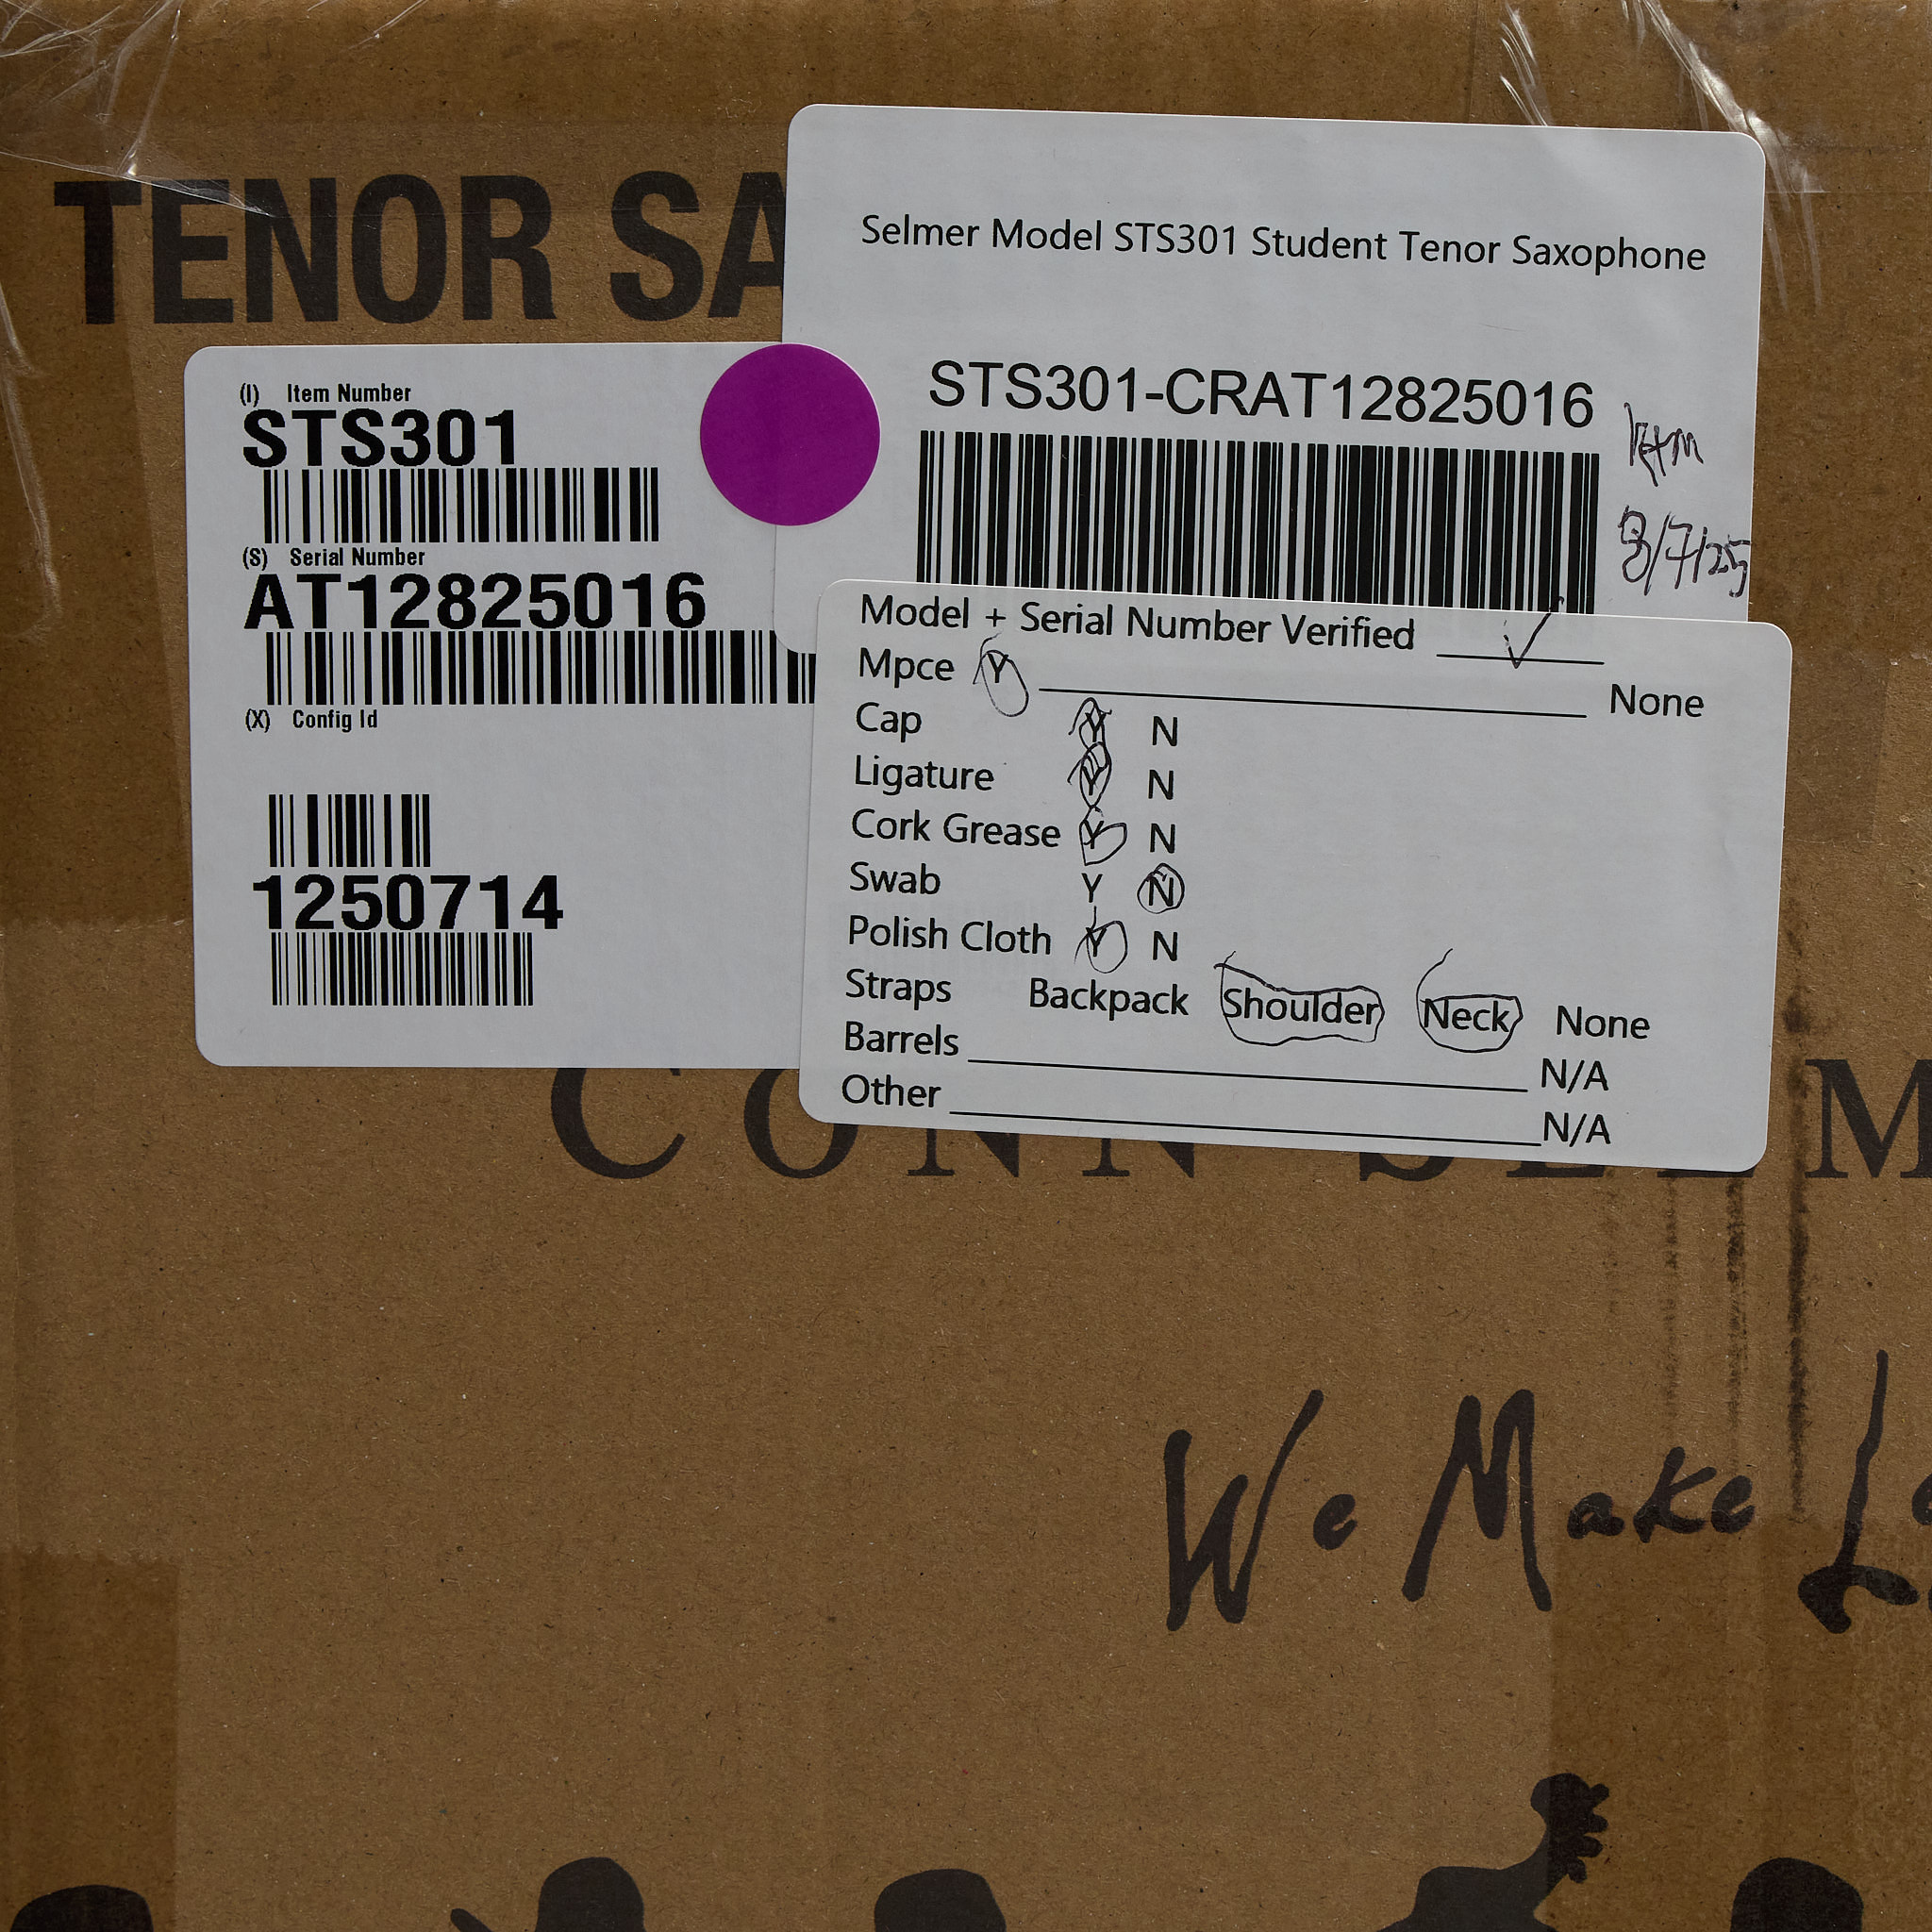 TENOR SA
Selmer Model STS301 Student Tenor Saxophone
STS301-CRAT12825016
8/7/25
(I) Item Number
STS301
(S) Serial Number
AT12825016
(X) Config Id
1250714
Model + Serial Number Verified ✓
Mpce Y None
Cap Y N
Ligature Y N
Cork Grease Y N
Swab Y N
Polish Cloth Y N
Straps Backpack Shoulder Neck None
Barrels N/A
Other N/A
CONN SELM
We Make